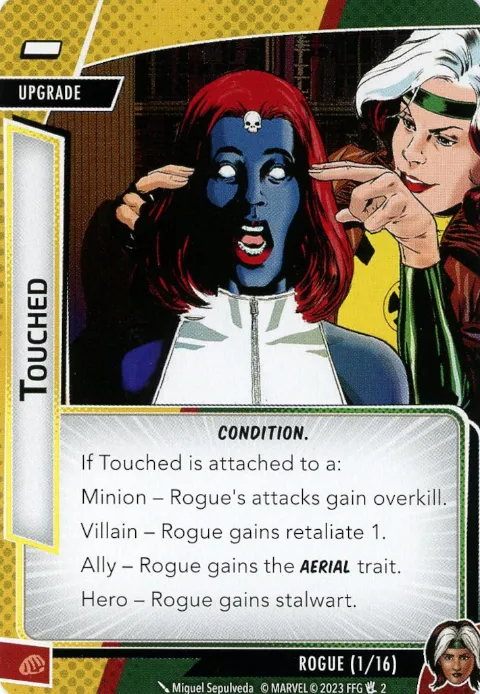 UPGRADE
TOUCHED
CONDITION.
If Touched is attached to a:
Minion – Rogue's attacks gain overkill.
Villain – Rogue gains retaliate 1.
Ally – Rogue gains the AERIAL trait.
Hero – Rogue gains stalwart.
ROGUE (1/16)
Miguel Sepulveda © MARVEL © 2023 FFG 2